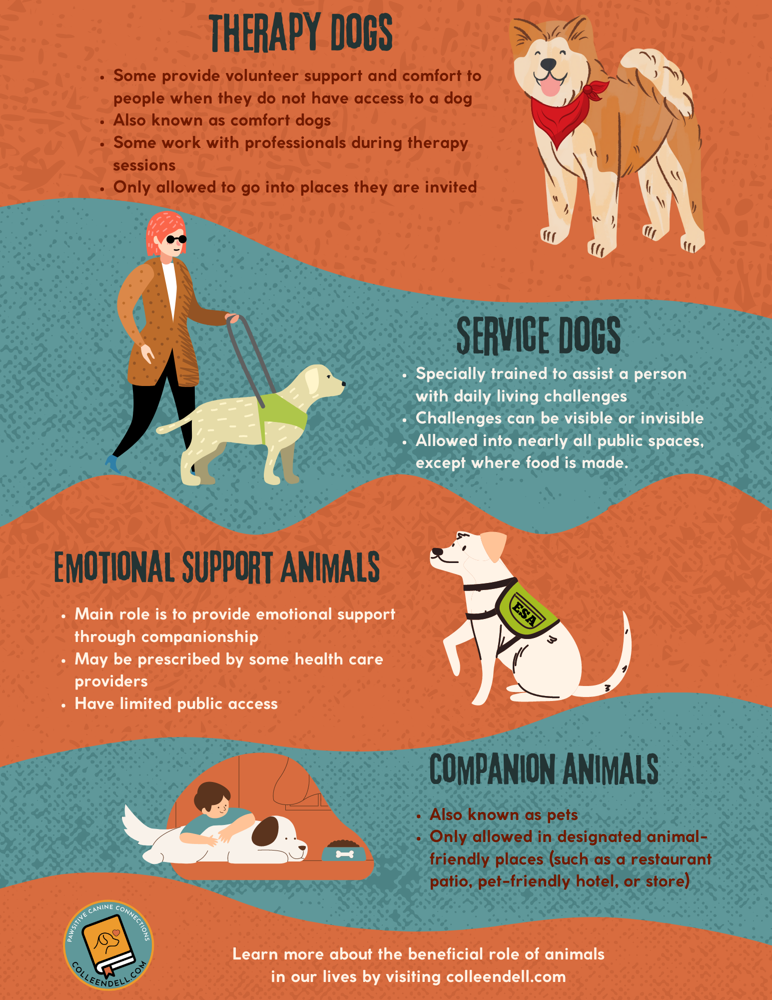 THERAPY DOGS
• Some provide volunteer support and comfort to
people when they do not have access to a dog
• Also known as comfort dogs
• Some work with professionals during therapy
sessions
• Only allowed to go into places they are invited
SERVICE DOGS
• Specially trained to assist a person
with daily living challenges
• Challenges can be visible or invisible
• Allowed into nearly all public spaces,
except where food is made.
EMOTIONAL SUPPORT ANIMALS
• Main role is to provide emotional support
through companionship
• May be prescribed by some health care
providers
• Have limited public access
ESA
COMPANION ANIMALS
• Also known as pets
• Only allowed in designated animal-
friendly places (such as a restaurant
patio, pet-friendly hotel, or store)
PAWSITIVE CANINE CONNECTIONS
COLLEENDELL.COM
Learn more about the beneficial role of animals
in our lives by visiting colleendell.com